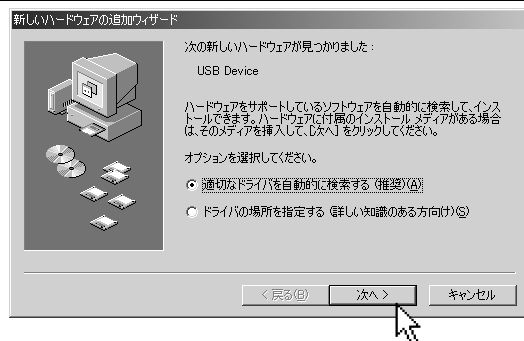 新しいハードウェアの追加ウィザード
次の新しいハードウェアが見つかりました :
USB Device
ハードウェアをサポートしているソフトウェアを自動的に検索して、インス
トールできます。ハードウェアに付属のインストール メディアがある場合
は、そのメディアを挿入して、[次へ] をクリックしてください。
オプションを選択してください。
適切なドライバを自動的に検索する (推奨)(A)
ドライバの場所を指定する (詳しい知識のある方向け)(S)
< 戻る(B)
次へ >
キャンセル